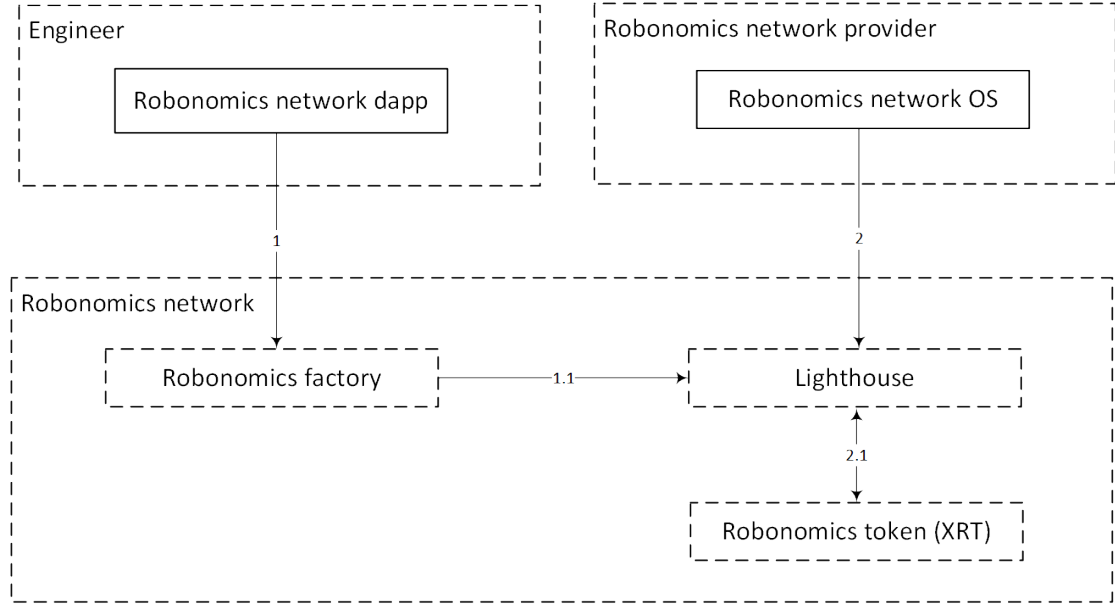 Engineer
Robonomics network dapp
Robonomics network provider
Robonomics network OS
1
2
Robonomics network
Robonomics factory
1.1
Lighthouse
2.1
Robonomics token (XRT)